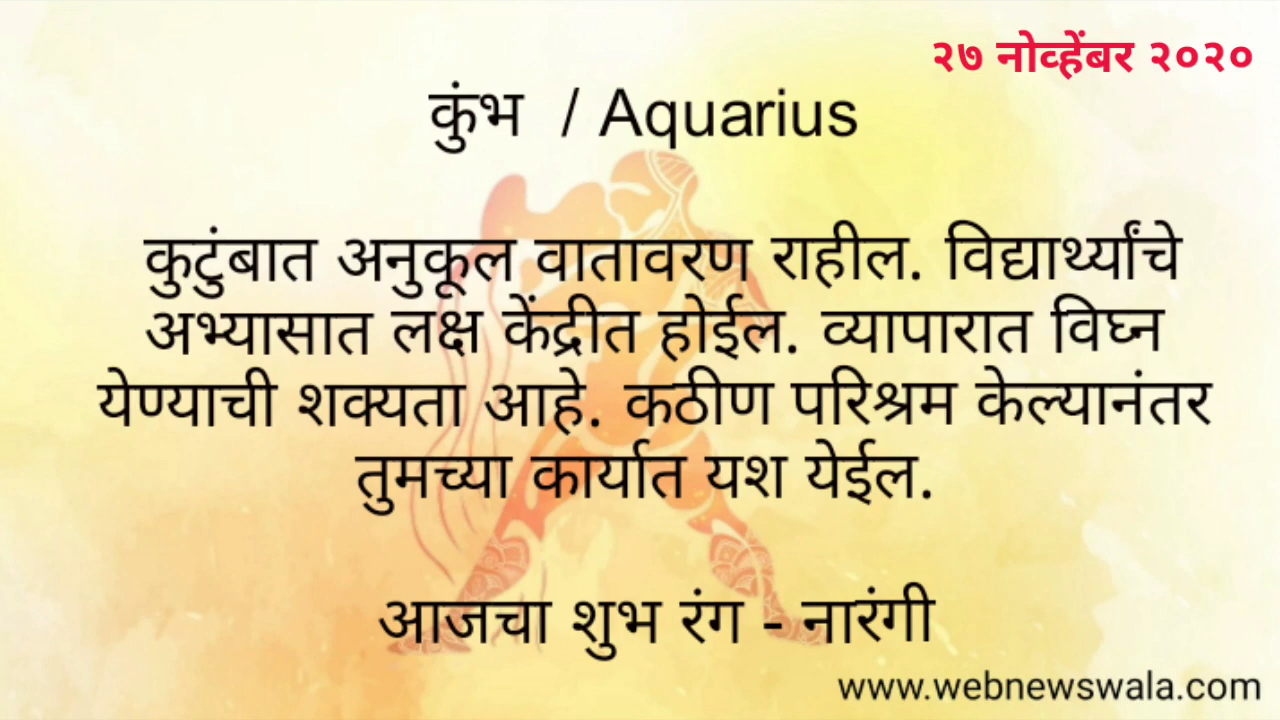 २७ नोव्हेंबर २०२०
कुंभ / Aquarius
कुटुंबात अनुकूल वातावरण राहील. विद्यार्थ्यांचे
अभ्यासात लक्ष केंद्रीत होईल. व्यापारात विघ्न
येण्याची शक्यता आहे. कठीण परिश्रम केल्यानंतर
तुमच्या कार्यात यश येईल.
आजचा शुभ रंग - नारंगी
www.webnewswala.com